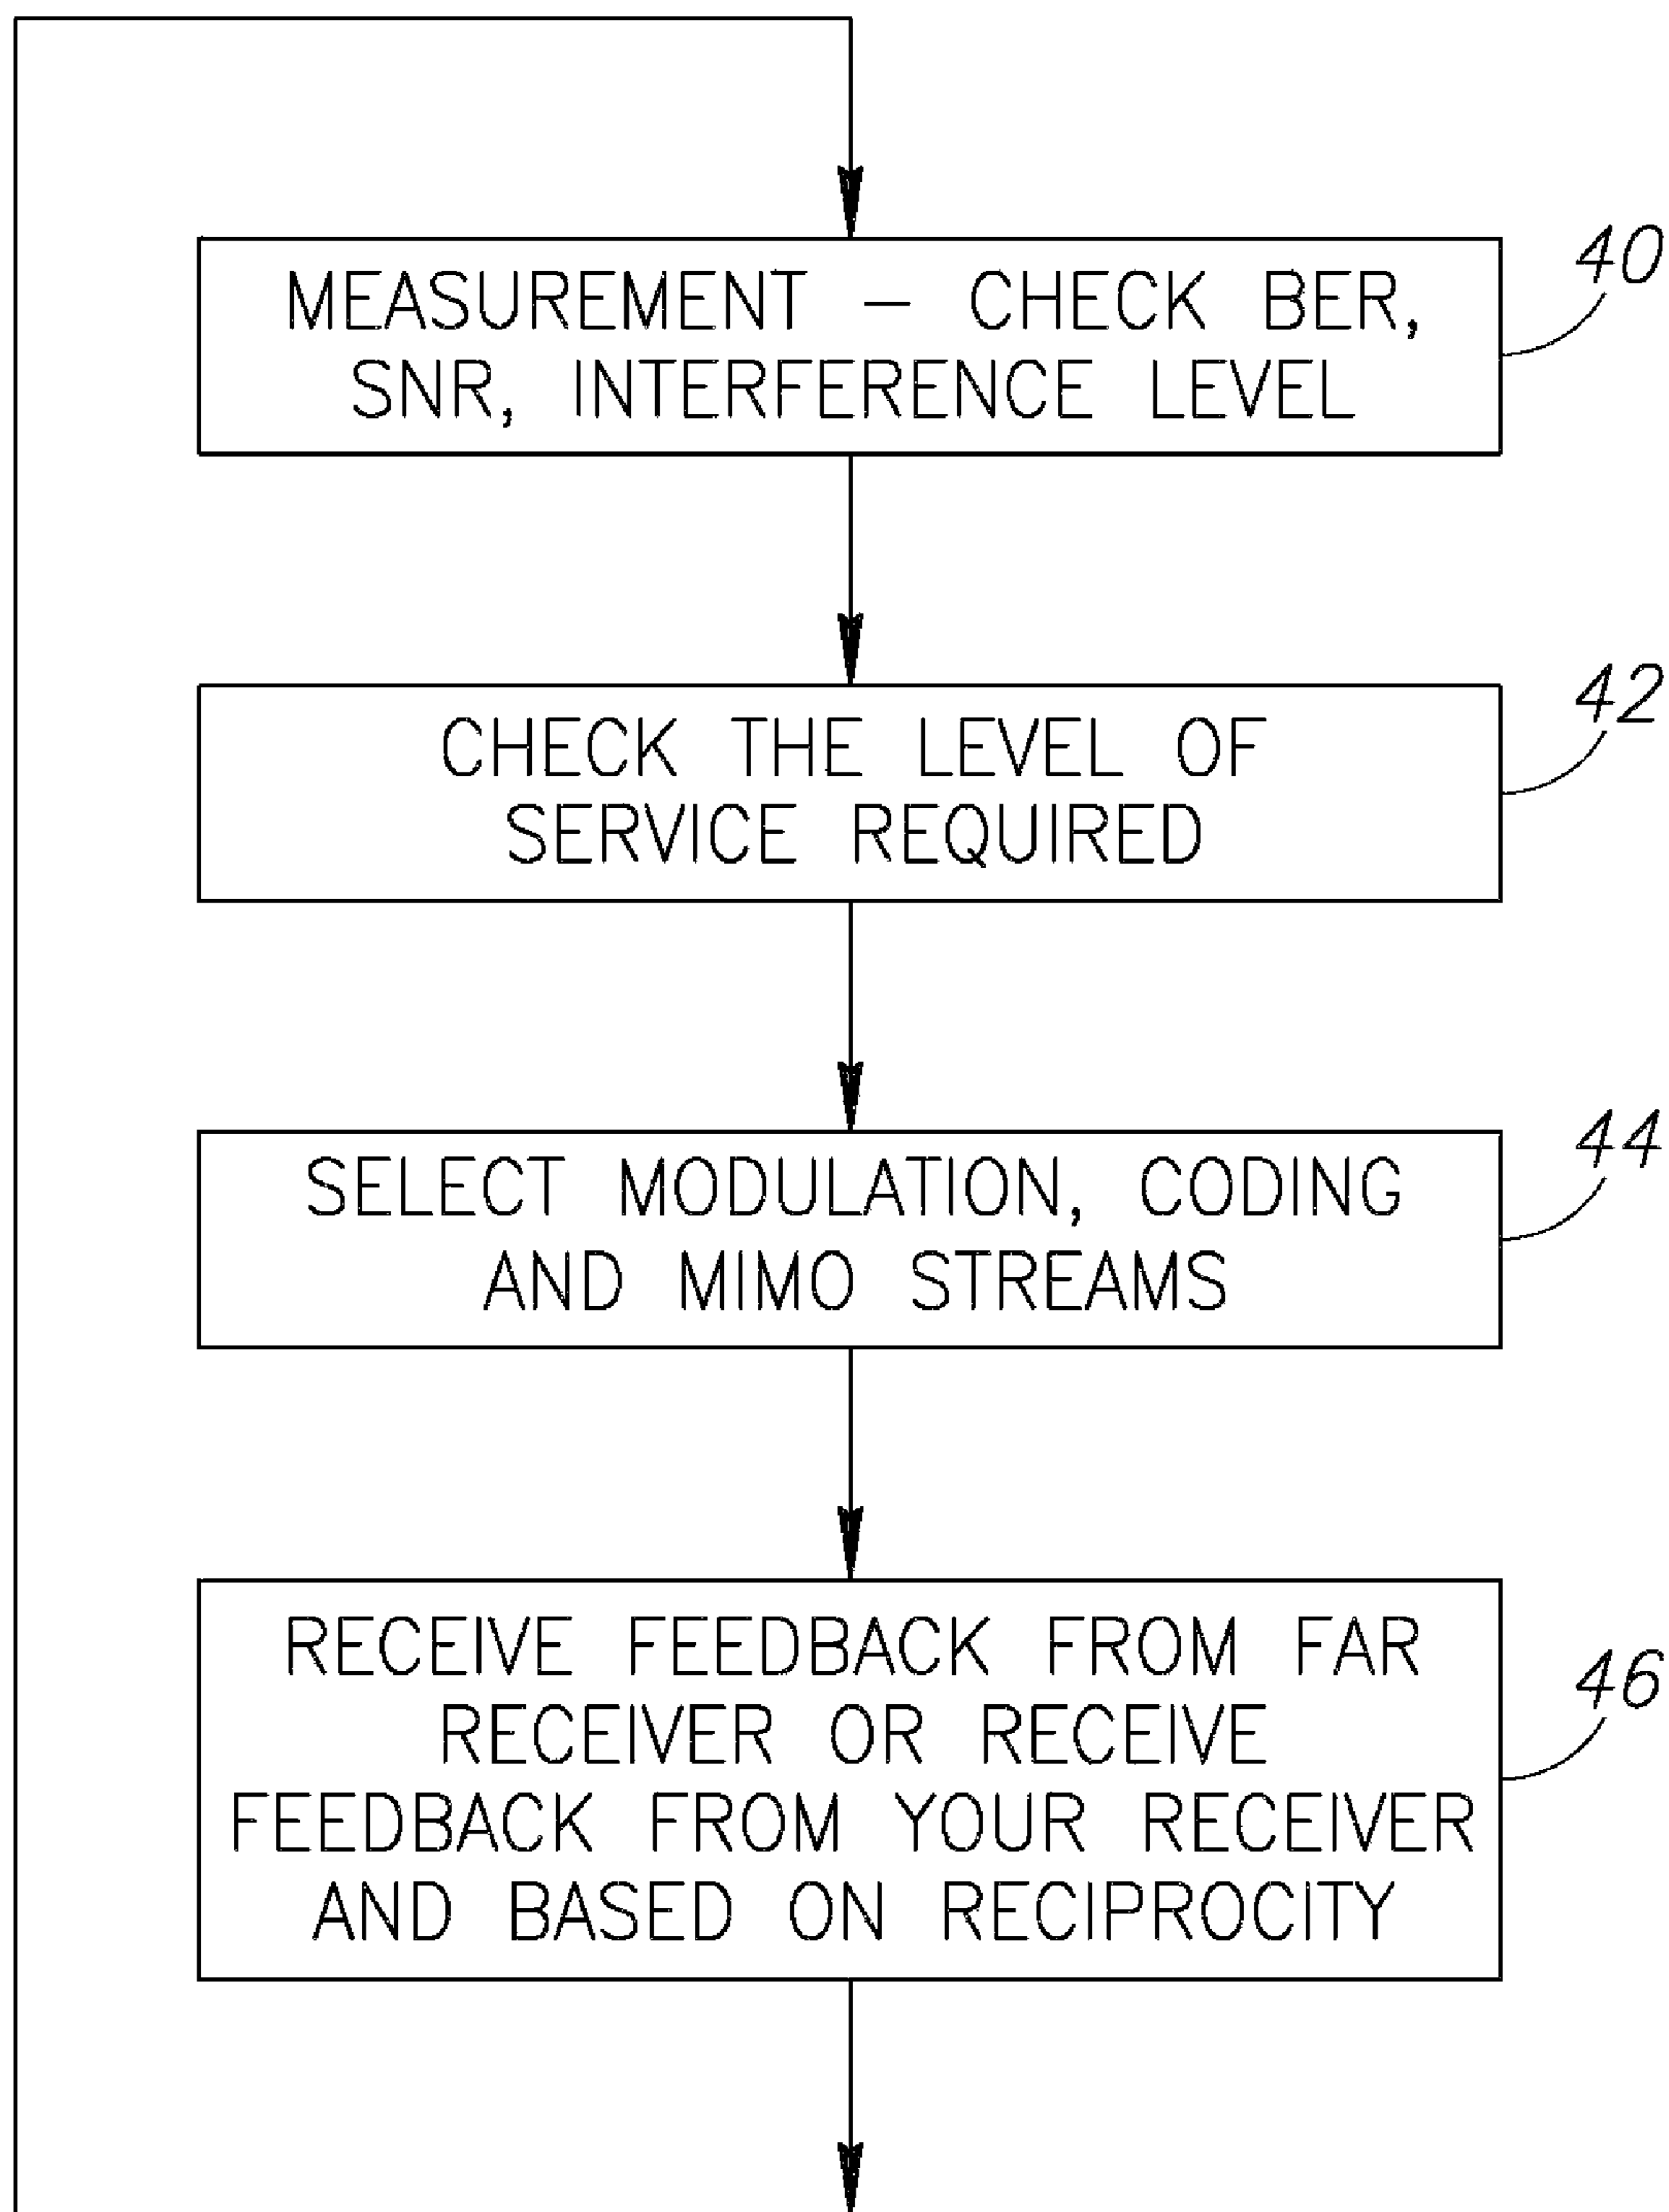 40
MEASUREMENT – CHECK BER,
SNR, INTERFERENCE LEVEL
42
CHECK THE LEVEL OF
SERVICE REQUIRED
44
SELECT MODULATION, CODING
AND MIMO STREAMS
46
RECEIVE FEEDBACK FROM FAR
RECEIVER OR RECEIVE
FEEDBACK FROM YOUR RECEIVER
AND BASED ON RECIPROCITY